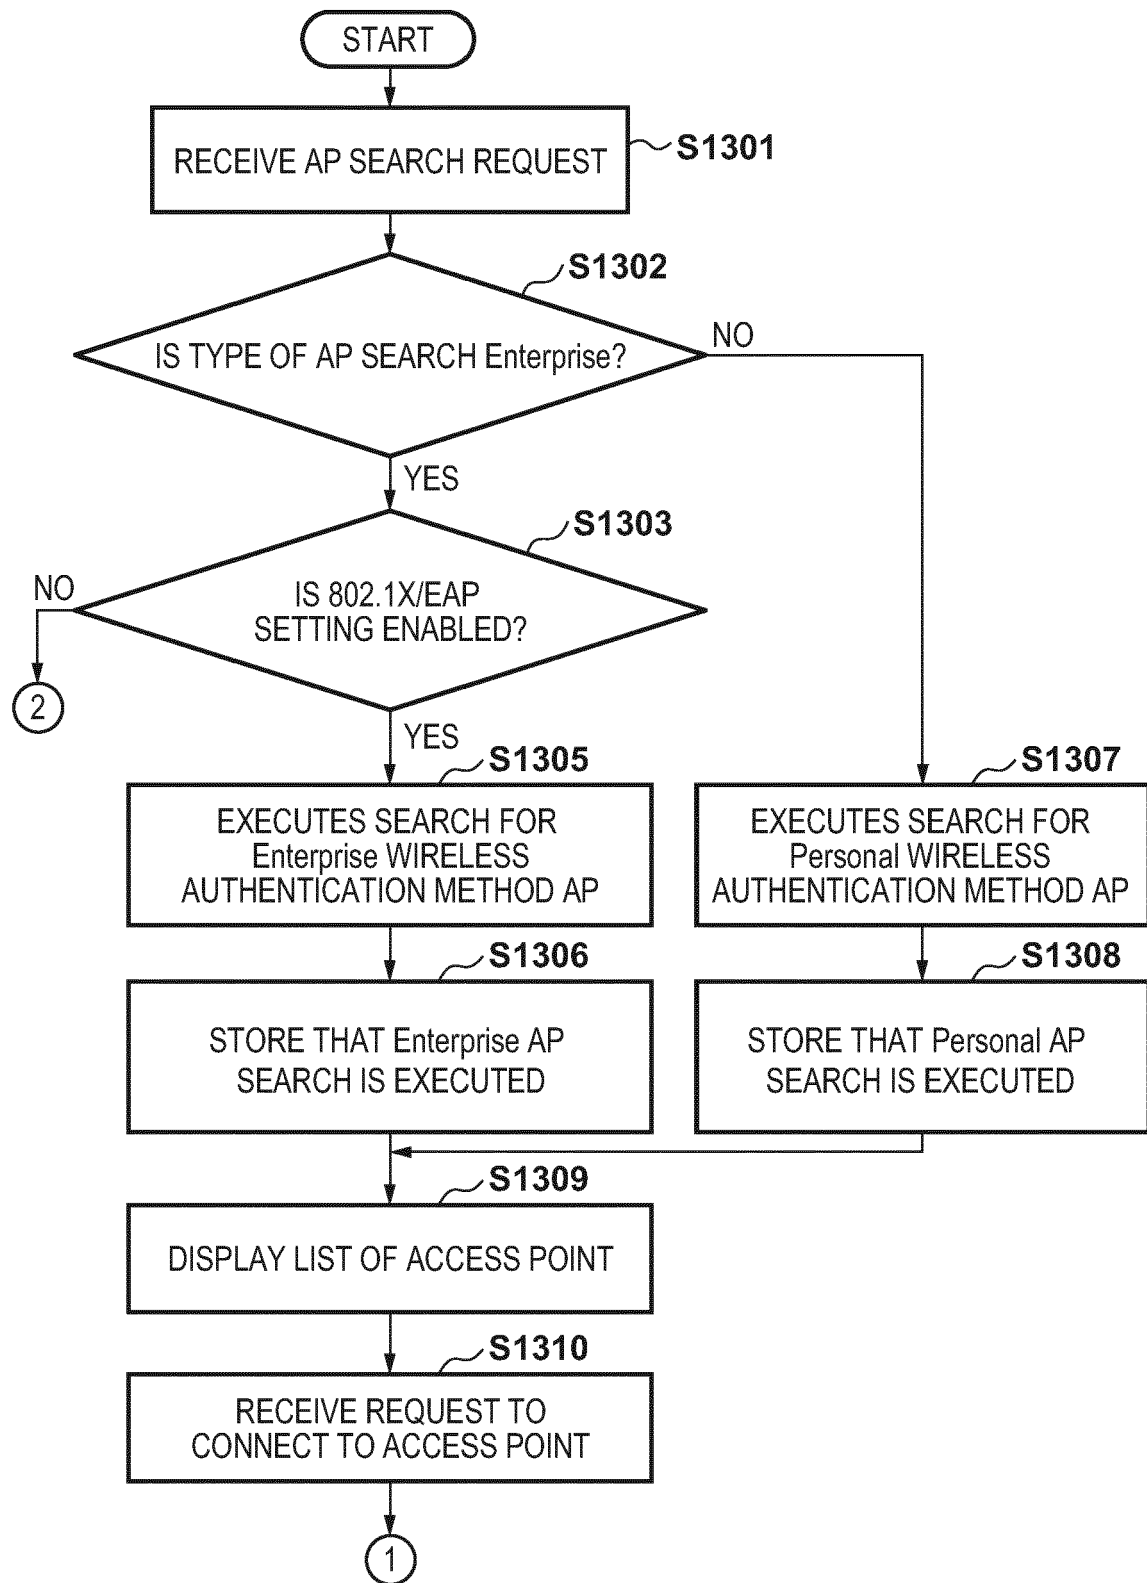 START
RECEIVE AP SEARCH REQUEST
S1301
S1302
IS TYPE OF AP SEARCH Enterprise?
NO
YES
S1303
NO
IS 802.1X/EAP
SETTING ENABLED?
2
YES
S1305
EXECUTES SEARCH FOR
Enterprise WIRELESS
AUTHENTICATION METHOD AP
S1307
EXECUTES SEARCH FOR
Personal WIRELESS
AUTHENTICATION METHOD AP
S1306
STORE THAT Enterprise AP
SEARCH IS EXECUTED
S1308
STORE THAT Personal AP
SEARCH IS EXECUTED
S1309
DISPLAY LIST OF ACCESS POINT
S1310
RECEIVE REQUEST TO
CONNECT TO ACCESS POINT
1